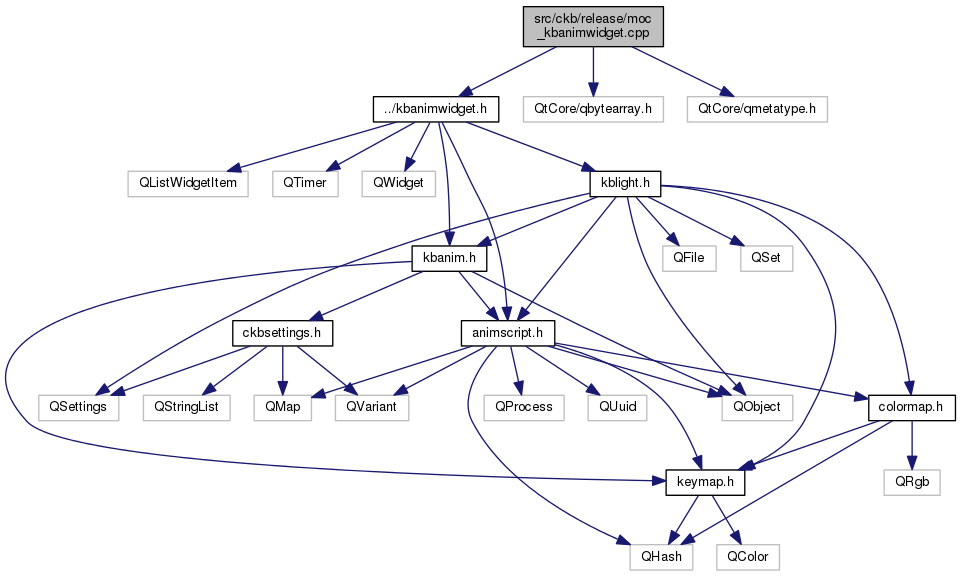 src/ckb/release/moc
_kbanimwidget.cpp
../kbanimwidget.h
QtCore/qbytearray.h
QtCore/qmetatype.h
QListWidgetItem
QTimer
QWidget
kblight.h
kbanim.h
QFile
QSet
ckbsettings.h
animscript.h
QSettings
QStringList
QMap
QVariant
QProcess
QUuid
QObject
colormap.h
keymap.h
QRgb
QHash
QColor